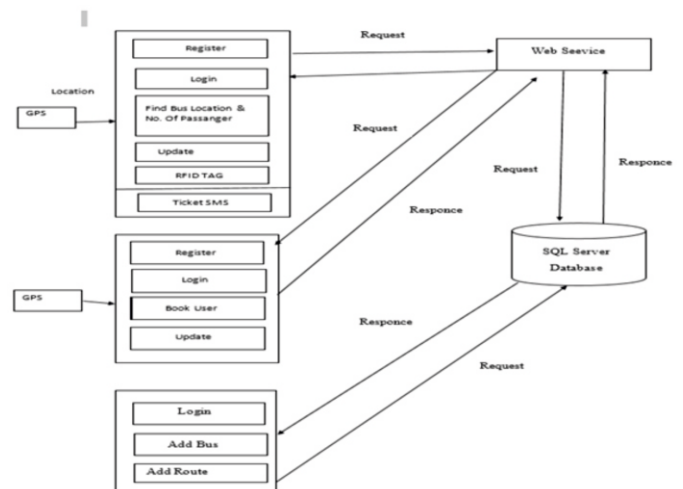 Request
Register
Web Seevice
Login
Location
GPS
Find Bus Location &
No. Of Passanger
Request
Update
Request
Responce
RFID TAG
Ticket SMS
Responce
Register
SQL Server
Database
Login
GPS
Book User
Responce
Update
Request
Login
Add Bus
Add Route